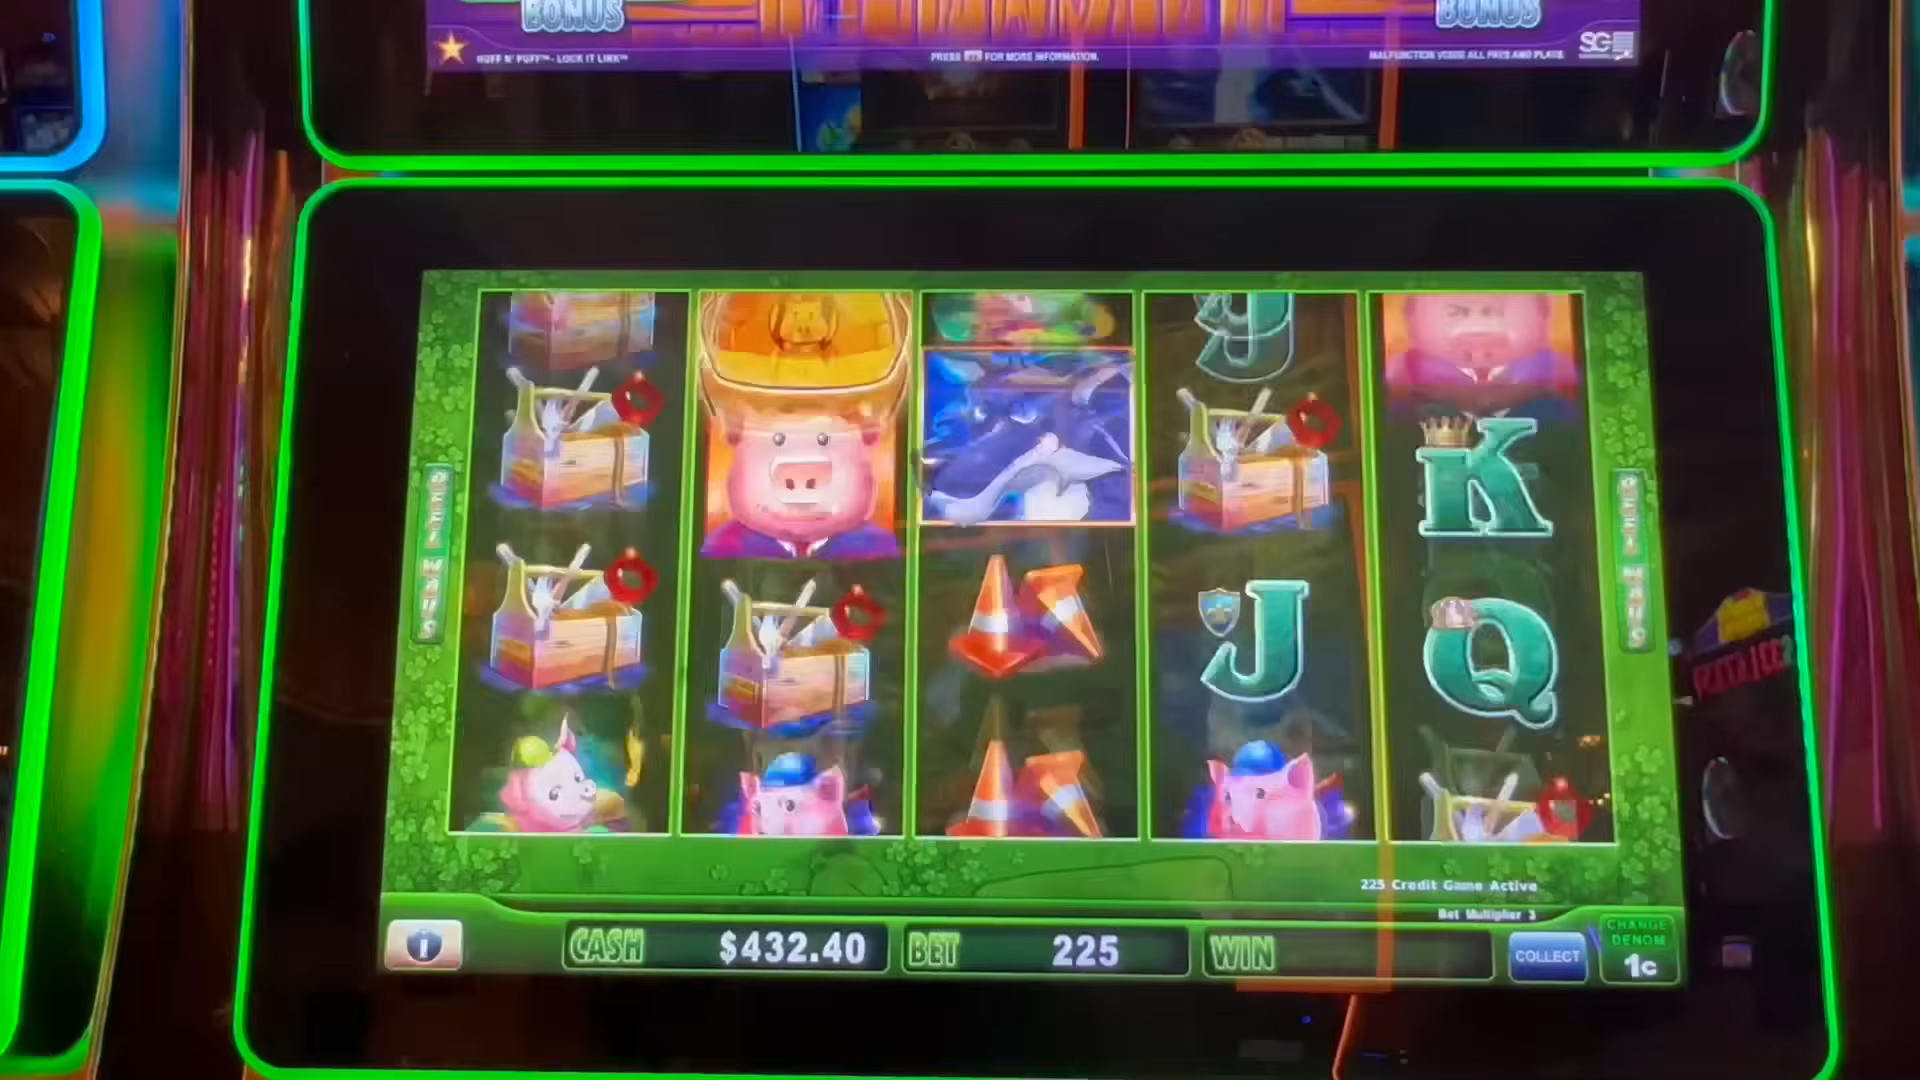 BONUS
BONUS
HUFF N' PUFF™ - LOCK IT LINK™
PRESS
FOR MORE INFORMATION.
MALFUNCTION VOIDS ALL PAYS AND PLAYS.
SG
J
K
J
Q
225 Credit Game Active
Bet Multiplier 3
i
CASH
$432.40
BET
225
WIN
COLLECT
CHANGE
DENOM
1¢